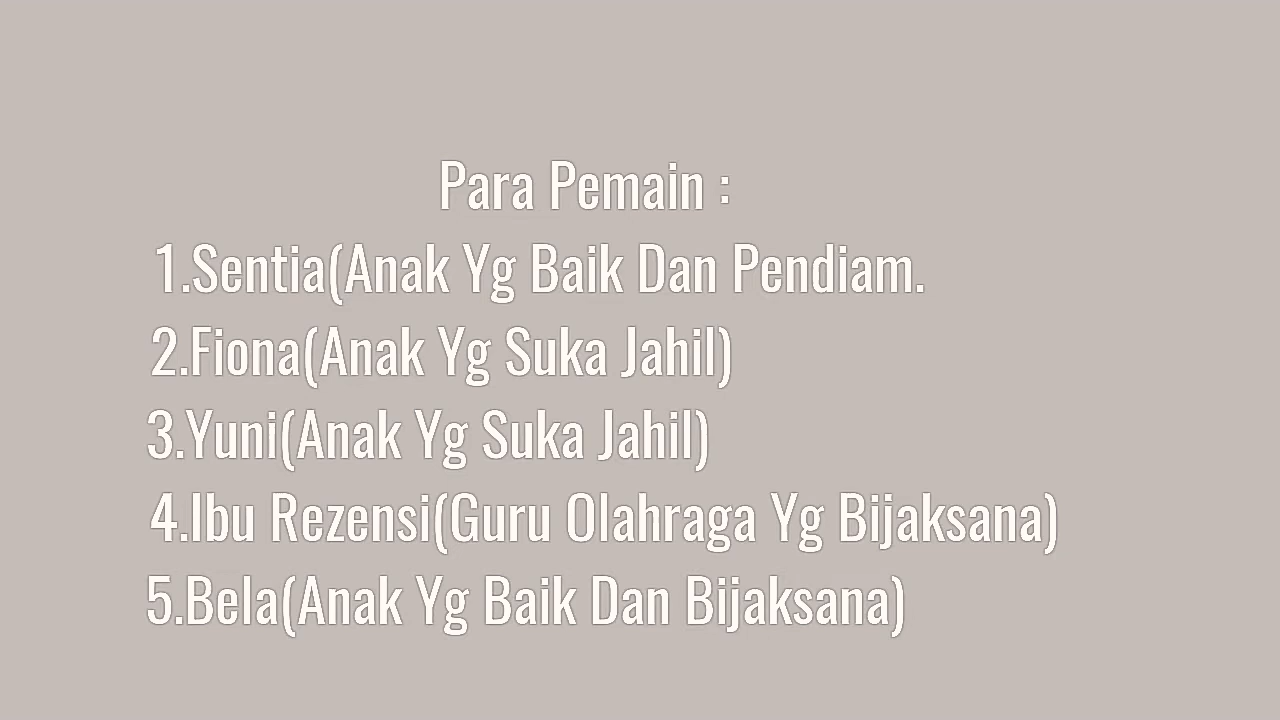 Para Pemain :
1.Sentia(Anak Yg Baik Dan Pendiam.
2.Fiona(Anak Yg Suka Jahil)
3.Yuni(Anak Yg Suka Jahil)
4.Ibu Rezensi(Guru Olahraga Yg Bijaksana)
5.Bela(Anak Yg Baik Dan Bijaksana)